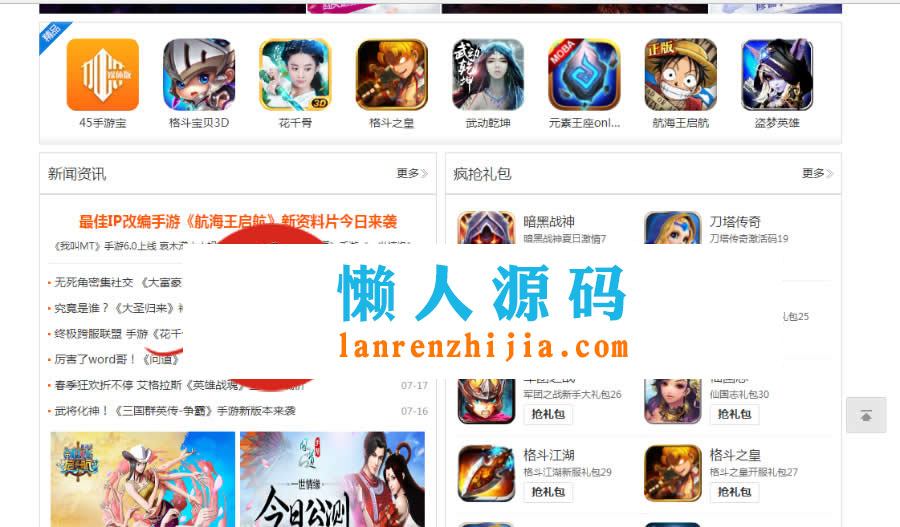 精品
武动乾坤
MOBA
正版
3D
45手游宝
格斗宝贝3D
花千骨
格斗之皇
武动乾坤
元素王座onl...
航海王启航
盗梦英雄
新闻资讯
更多
疯抢礼包
更多
最佳IP改编手游《航海王启航》新资料片今日来袭
《我叫MT》手游6.0上线
暗黑战神
暗黑战神夏日激情7
刀塔传奇
刀塔传奇激活码19
无死角密集社交 《大富豪
究竟是谁？《大圣归来》
终极跨服联盟 手游《花千
厉害了word哥！《问道》
懒人源码
lanrenzhijia.com
礼包25
春季狂欢折不停 艾格拉斯《英雄战魂》
07-17
武将化神！《三国群英传-争霸》手游新版本来袭
07-16
军团之战新手大礼包26
抢礼包
仙国志礼包30
抢礼包
格斗江湖
格斗江湖新服礼包29
抢礼包
格斗之皇
格斗之皇开服礼包27
抢礼包
问道
一世情缘
今日公测